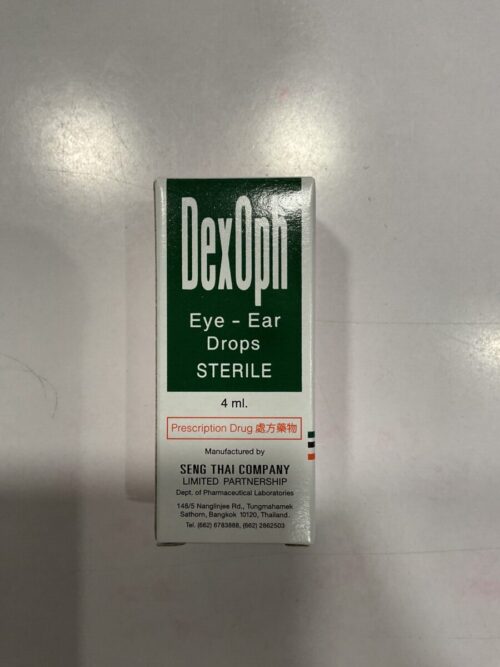 DexOph
Eye - Ear
Drops
STERILE
4 ml.
Prescription Drug 處方藥物
Manufactured by
SENG THAI COMPANY
LIMITED PARTNERSHIP
Dept. of Pharmaceutical Laboratories
148/5 Nanglinjee Rd., Tungmahamek
Sathorn, Bangkok 10120, Thailand.
Tel. (662) 6783888, (662) 2862503